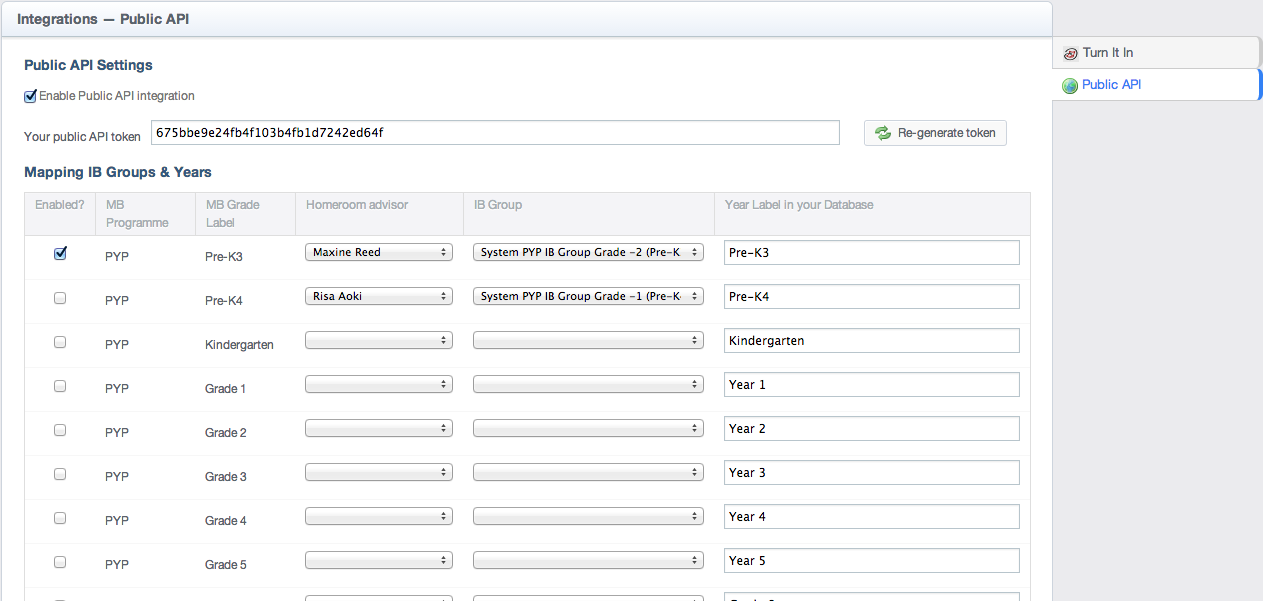 Integrations — Public API
Turn It In
Public API
Public API Settings
Enable Public API integration
Your public API token 675bbe9e24fb4f103b4fb1d7242ed64f Re-generate token
Mapping IB Groups & Years
Enabled? MB Programme MB Grade Label Homeroom advisor IB Group Year Label in your Database
PYP Pre-K3 Maxine Reed System PYP IB Group Grade -2 (Pre-K Pre-K3
PYP Pre-K4 Risa Aoki System PYP IB Group Grade -1 (Pre-K Pre-K4
PYP Kindergarten Kindergarten
PYP Grade 1 Year 1
PYP Grade 2 Year 2
PYP Grade 3 Year 3
PYP Grade 4 Year 4
PYP Grade 5 Year 5